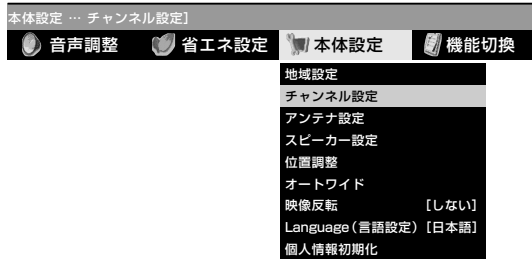 本体設定 … チャンネル設定]
音声調整 省エネ設定 本体設定 機能切換
地域設定
チャンネル設定
アンテナ設定
スピーカー設定
位置調整
オートワイド
映像反転 [しない]
Language(言語設定) [日本語]
個人情報初期化